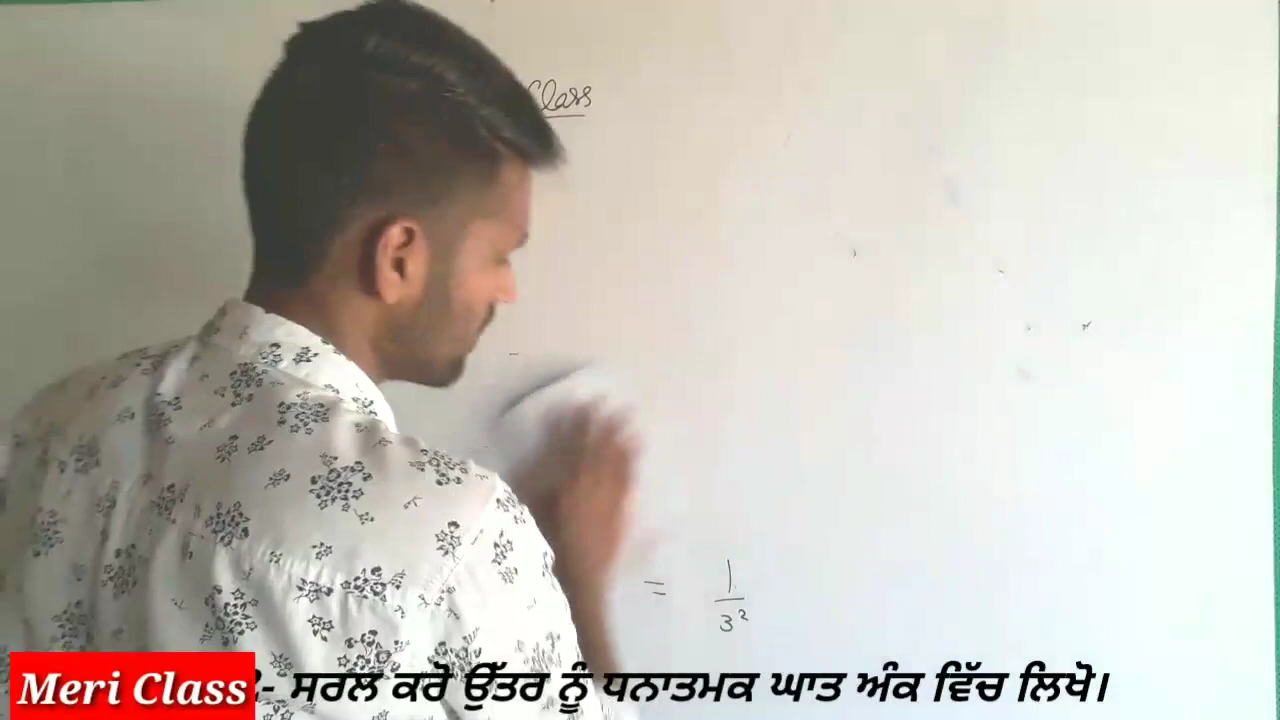 Class
= 1
3²
Meri Class - ਸਰਲ ਕਰੋ ਉੱਤਰ ਨੂੰ ਧਨਾਤਮਕ ਘਾਤ ਅੰਕ ਵਿੱਚ ਲਿਖੋ।